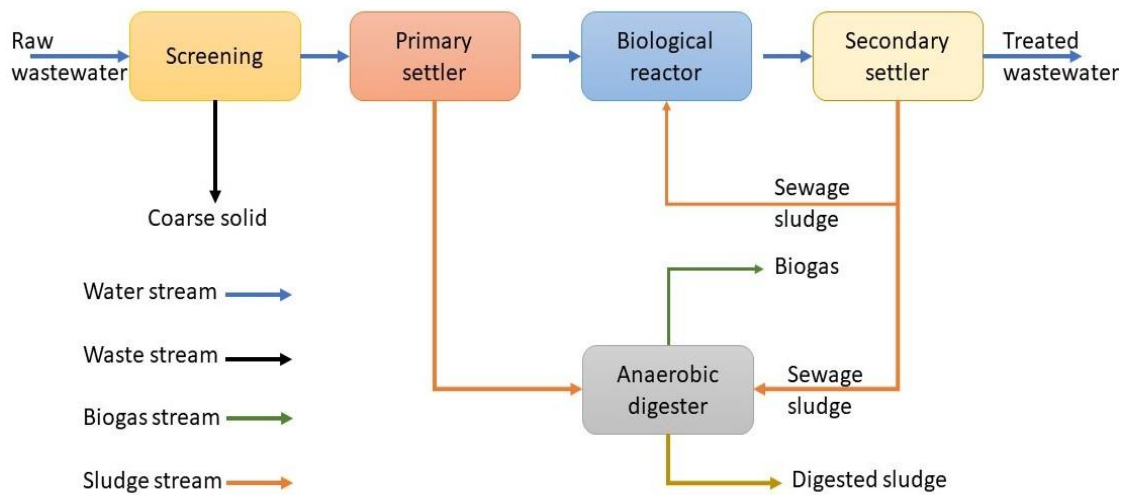 Raw
wastewater
Screening
Primary
settler
Biological
reactor
Secondary
settler
Treated
wastewater
Coarse solid
Sewage
sludge
Biogas
Water stream
Waste stream
Anaerobic
digester
Sewage
sludge
Biogas stream
Sludge stream
Digested sludge